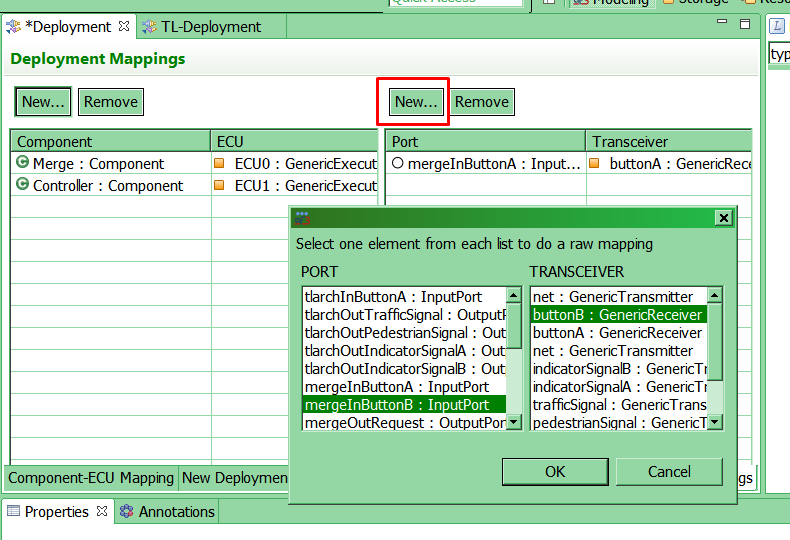 Quick Access
Modeling
Storage
*Deployment
TL-Deployment
Deployment Mappings
New...
Remove
New...
Remove
Component
ECU
Port
Transceiver
Merge : Component
ECU0 : GenericExecut
mergeInButtonA : Input...
buttonA : GenericRece
Controller : Component
ECU1 : GenericExecut
Select one element from each list to do a raw mapping
PORT
TRANSCEIVER
tlarchInButtonA : InputPort
tlarchOutTrafficSignal : OutputP
tlarchOutPedestrianSignal : Out
tlarchOutIndicatorSignalA : Out
tlarchOutIndicatorSignalB : Out
mergeInButtonA : InputPort
mergeInButtonB : InputPort
mergeOutRequest : OutputPor
net : GenericTransmitter
buttonB : GenericReceiver
buttonA : GenericReceiver
net : GenericTransmitter
indicatorSignalB : GenericTr
indicatorSignalA : GenericTr
trafficSignal : GenericTrans
pedestrianSignal : GenericT
OK
Cancel
Component-ECU Mapping
New Deploymen
gs
Properties
Annotations
L
typ